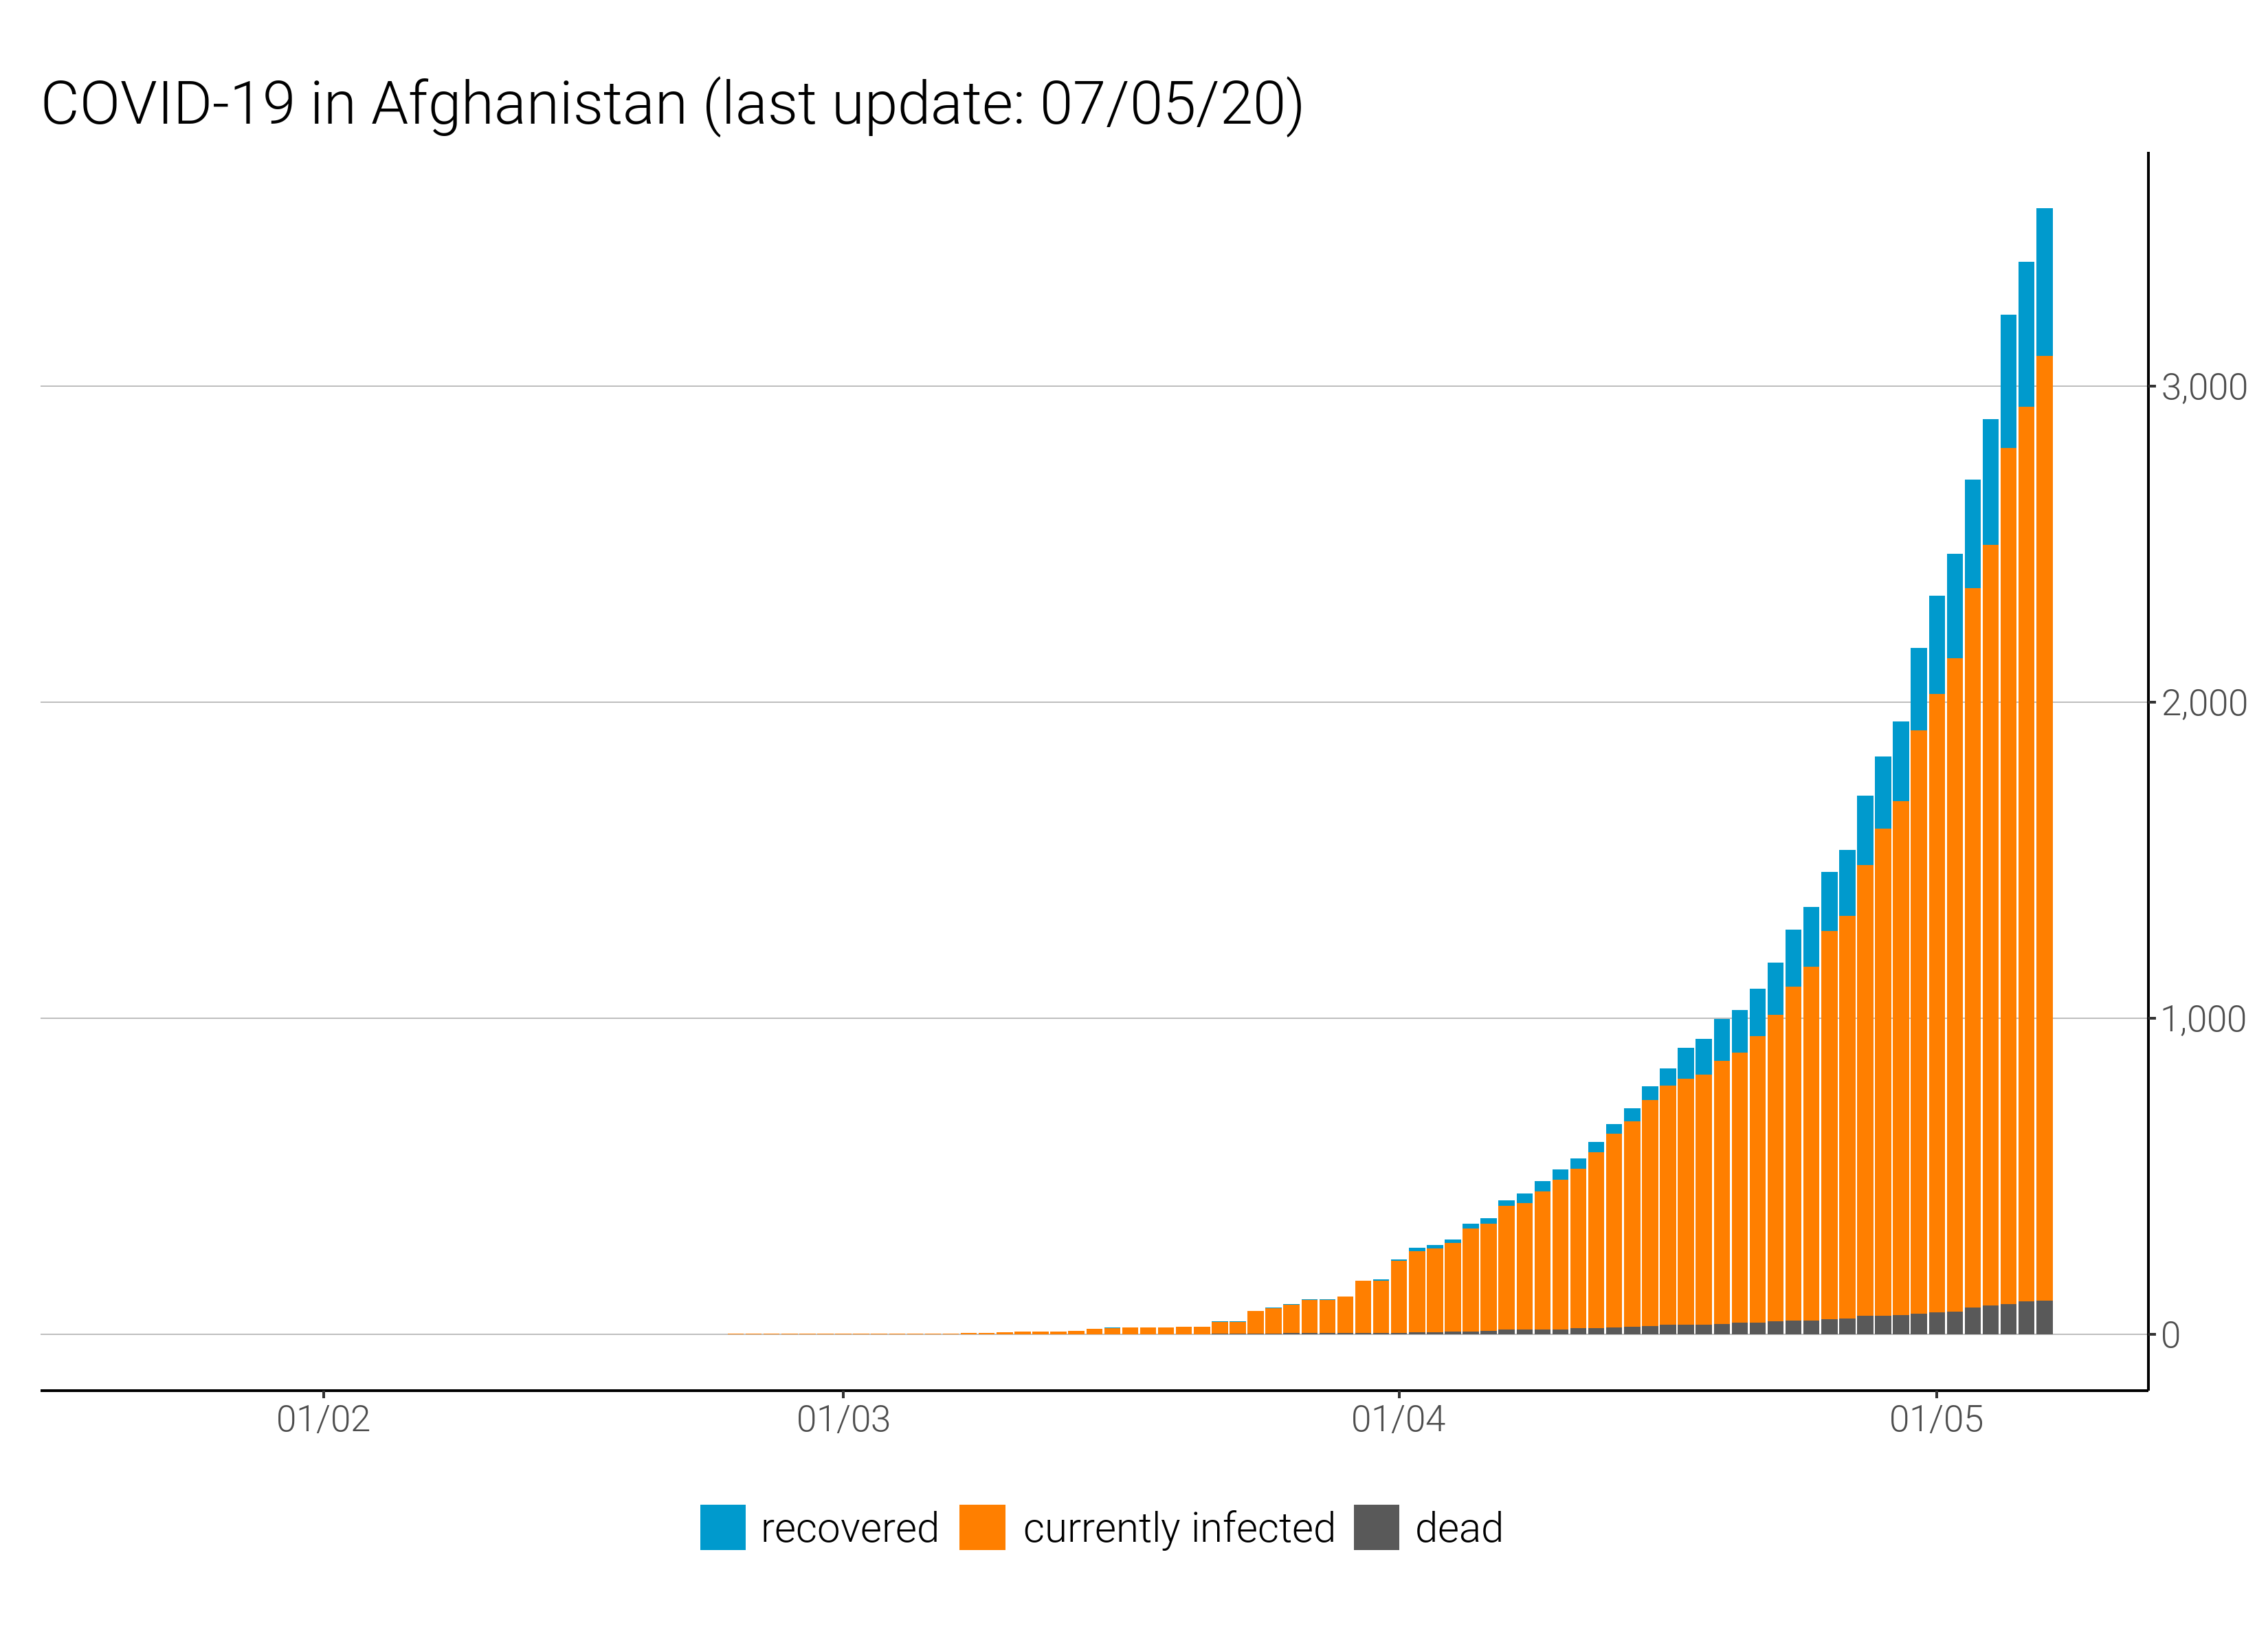 COVID-19 in Afghanistan (last update: 07/05/20)
3,000
2,000
1,000
0
01/02 01/03 01/04 01/05
recovered currently infected dead